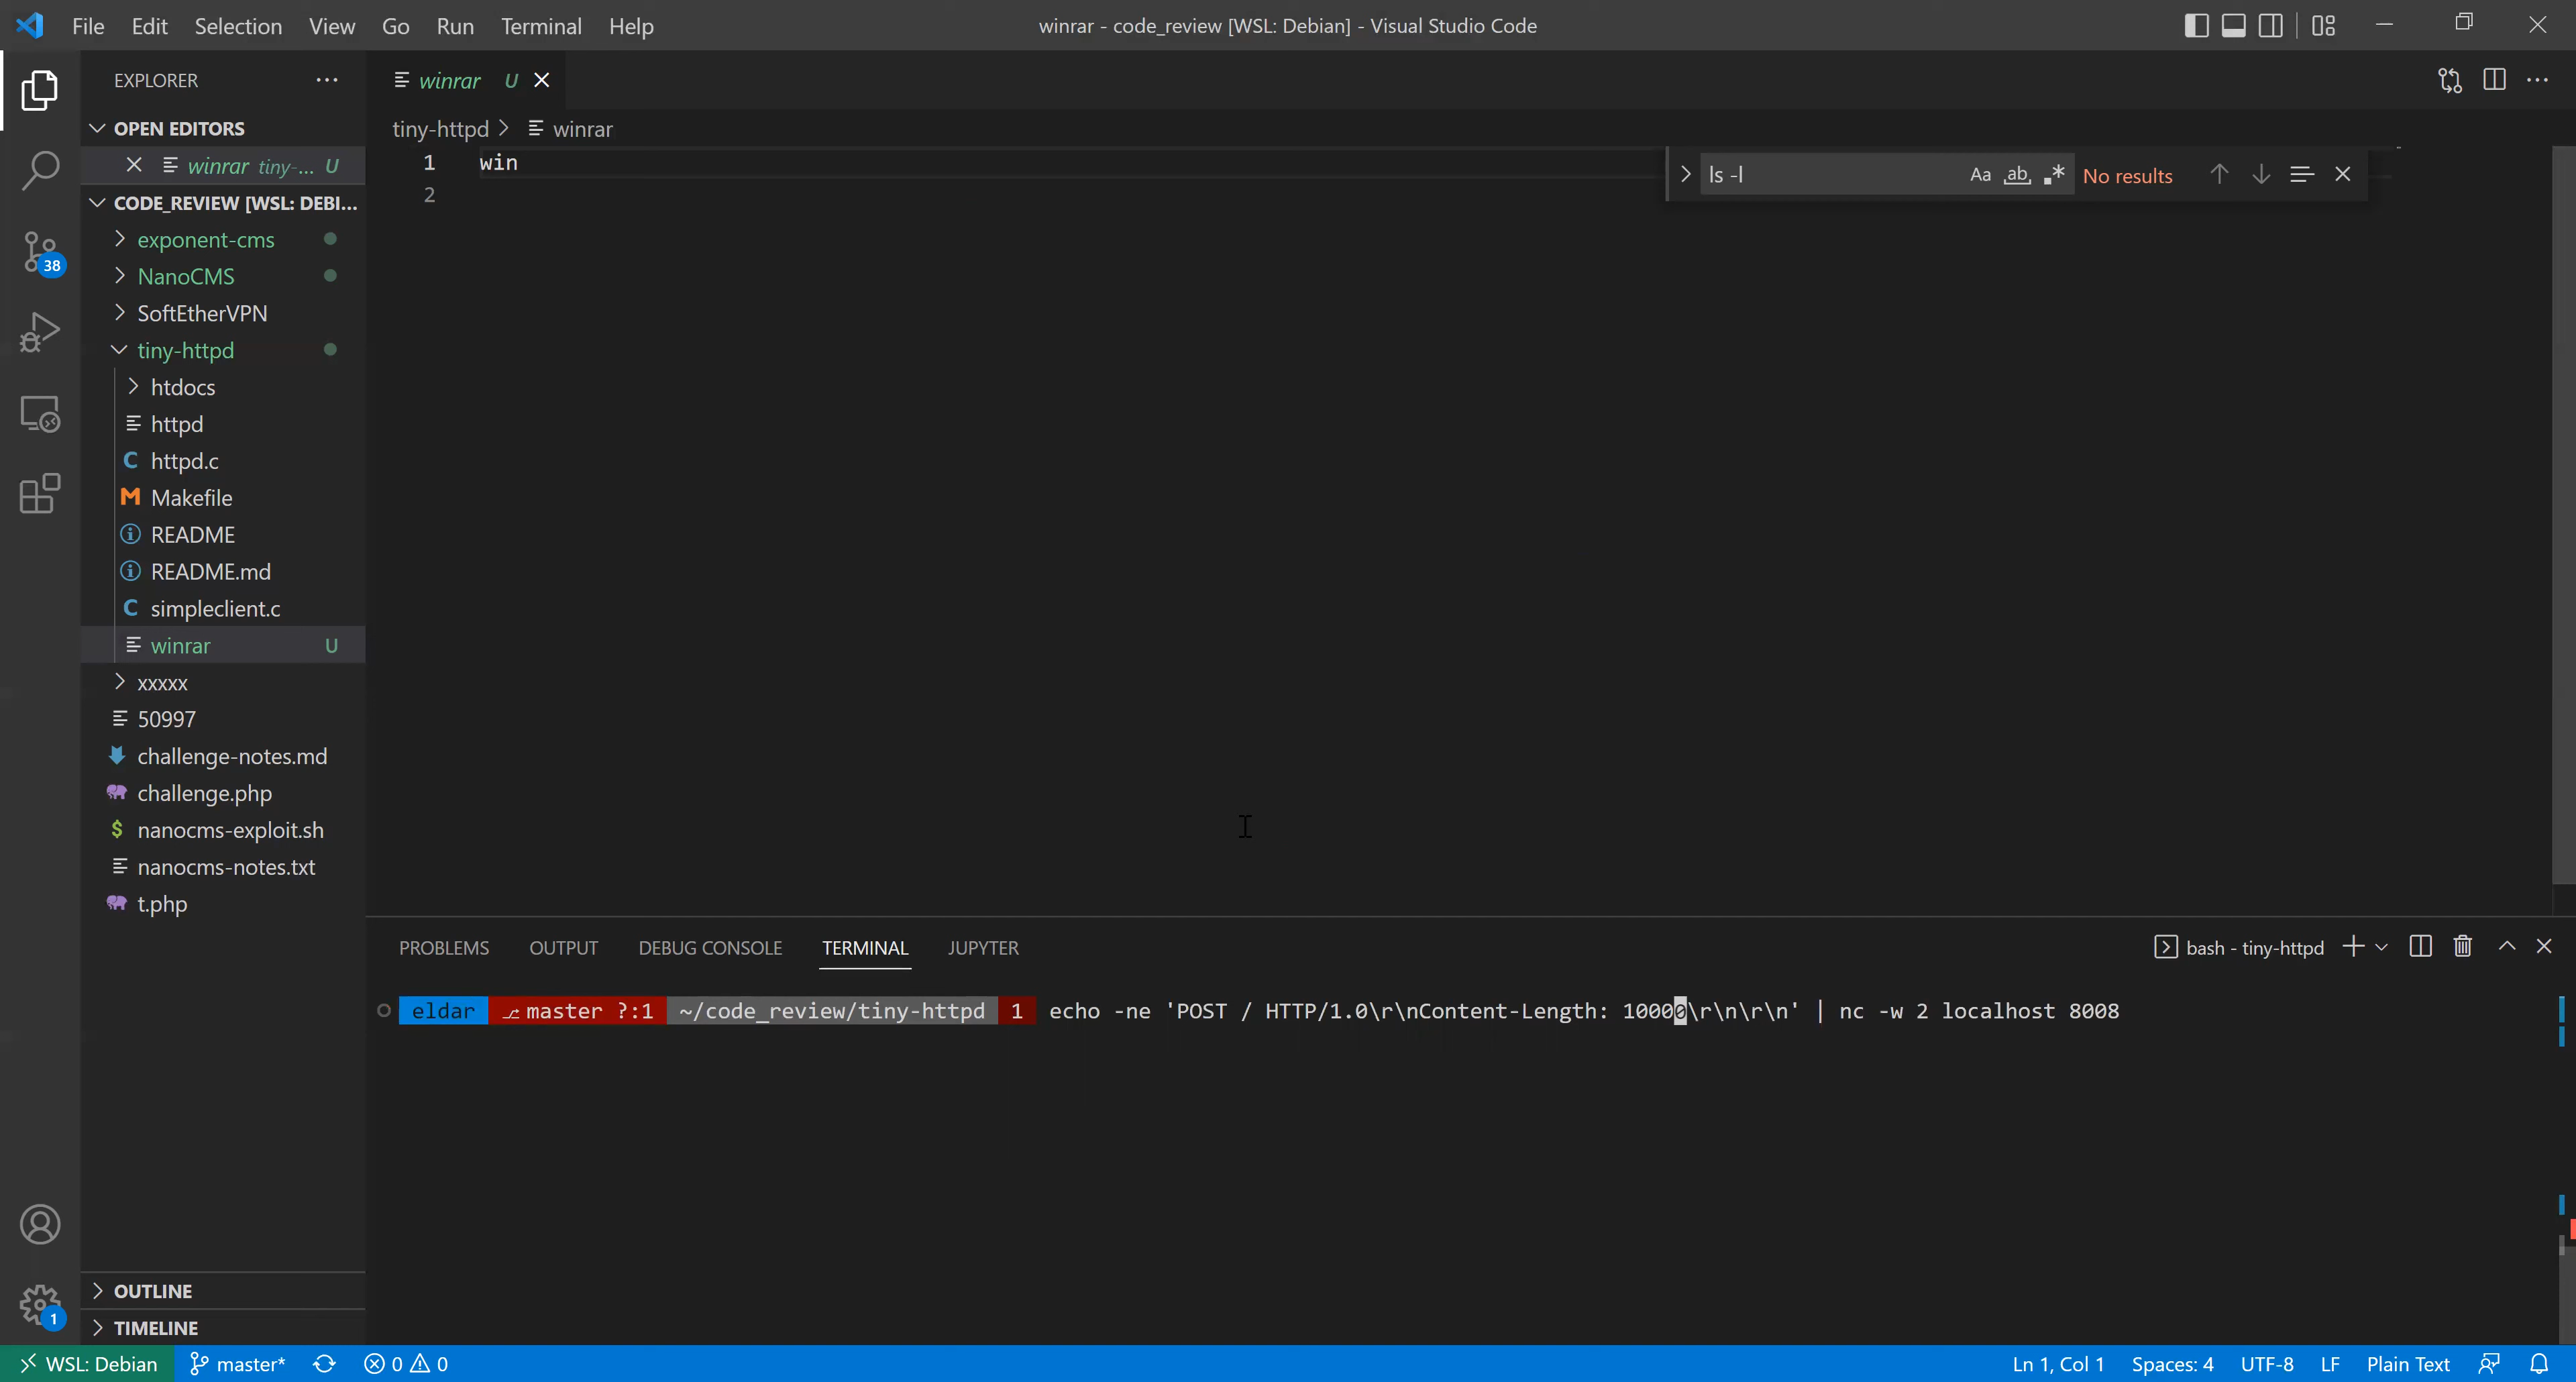 File Edit Selection View Go Run Terminal Help
winrar - code_review [WSL: Debian] - Visual Studio Code
EXPLORER
OPEN EDITORS
winrar tiny-... U
CODE_REVIEW [WSL: DEBI...
exponent-cms
NanoCMS
SoftEtherVPN
tiny-httpd
htdocs
httpd
httpd.c
Makefile
README
README.md
simpleclient.c
winrar U
xxxxx
50997
challenge-notes.md
challenge.php
nanocms-exploit.sh
nanocms-notes.txt
t.php
OUTLINE
TIMELINE
38
1
winrar U
tiny-httpd > winrar
1 win
2
ls -l Aa ab .* No results
PROBLEMS OUTPUT DEBUG CONSOLE TERMINAL JUPYTER
bash - tiny-httpd
eldar master ?:1 ~/code_review/tiny-httpd 1 echo -ne 'POST / HTTP/1.0\r\nContent-Length: 10000\r\n\r\n' | nc -w 2 localhost 8008
WSL: Debian master* 0 0
Ln 1, Col 1 Spaces: 4 UTF-8 LF Plain Text